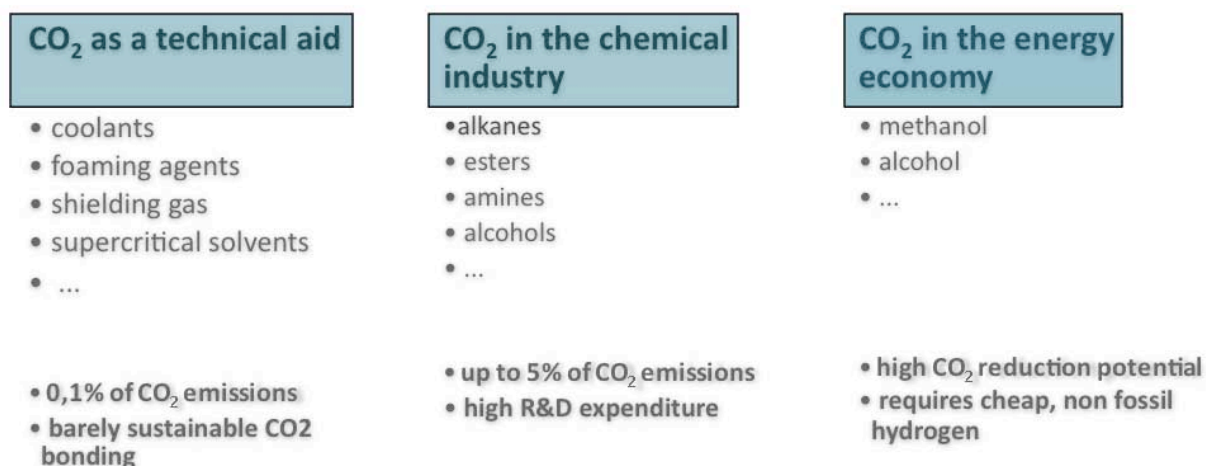 CO₂ as a technical aid
• coolants
• foaming agents
• shielding gas
• supercritical solvents
• ...
• 0,1% of CO₂ emissions
• barely sustainable CO2
bonding
CO₂ in the chemical
industry
•alkanes
• esters
• amines
• alcohols
• ...
• up to 5% of CO₂ emissions
• high R&D expenditure
CO₂ in the energy
economy
• methanol
• alcohol
• ...
• high CO₂ reduction potential
• requires cheap, non fossil
hydrogen